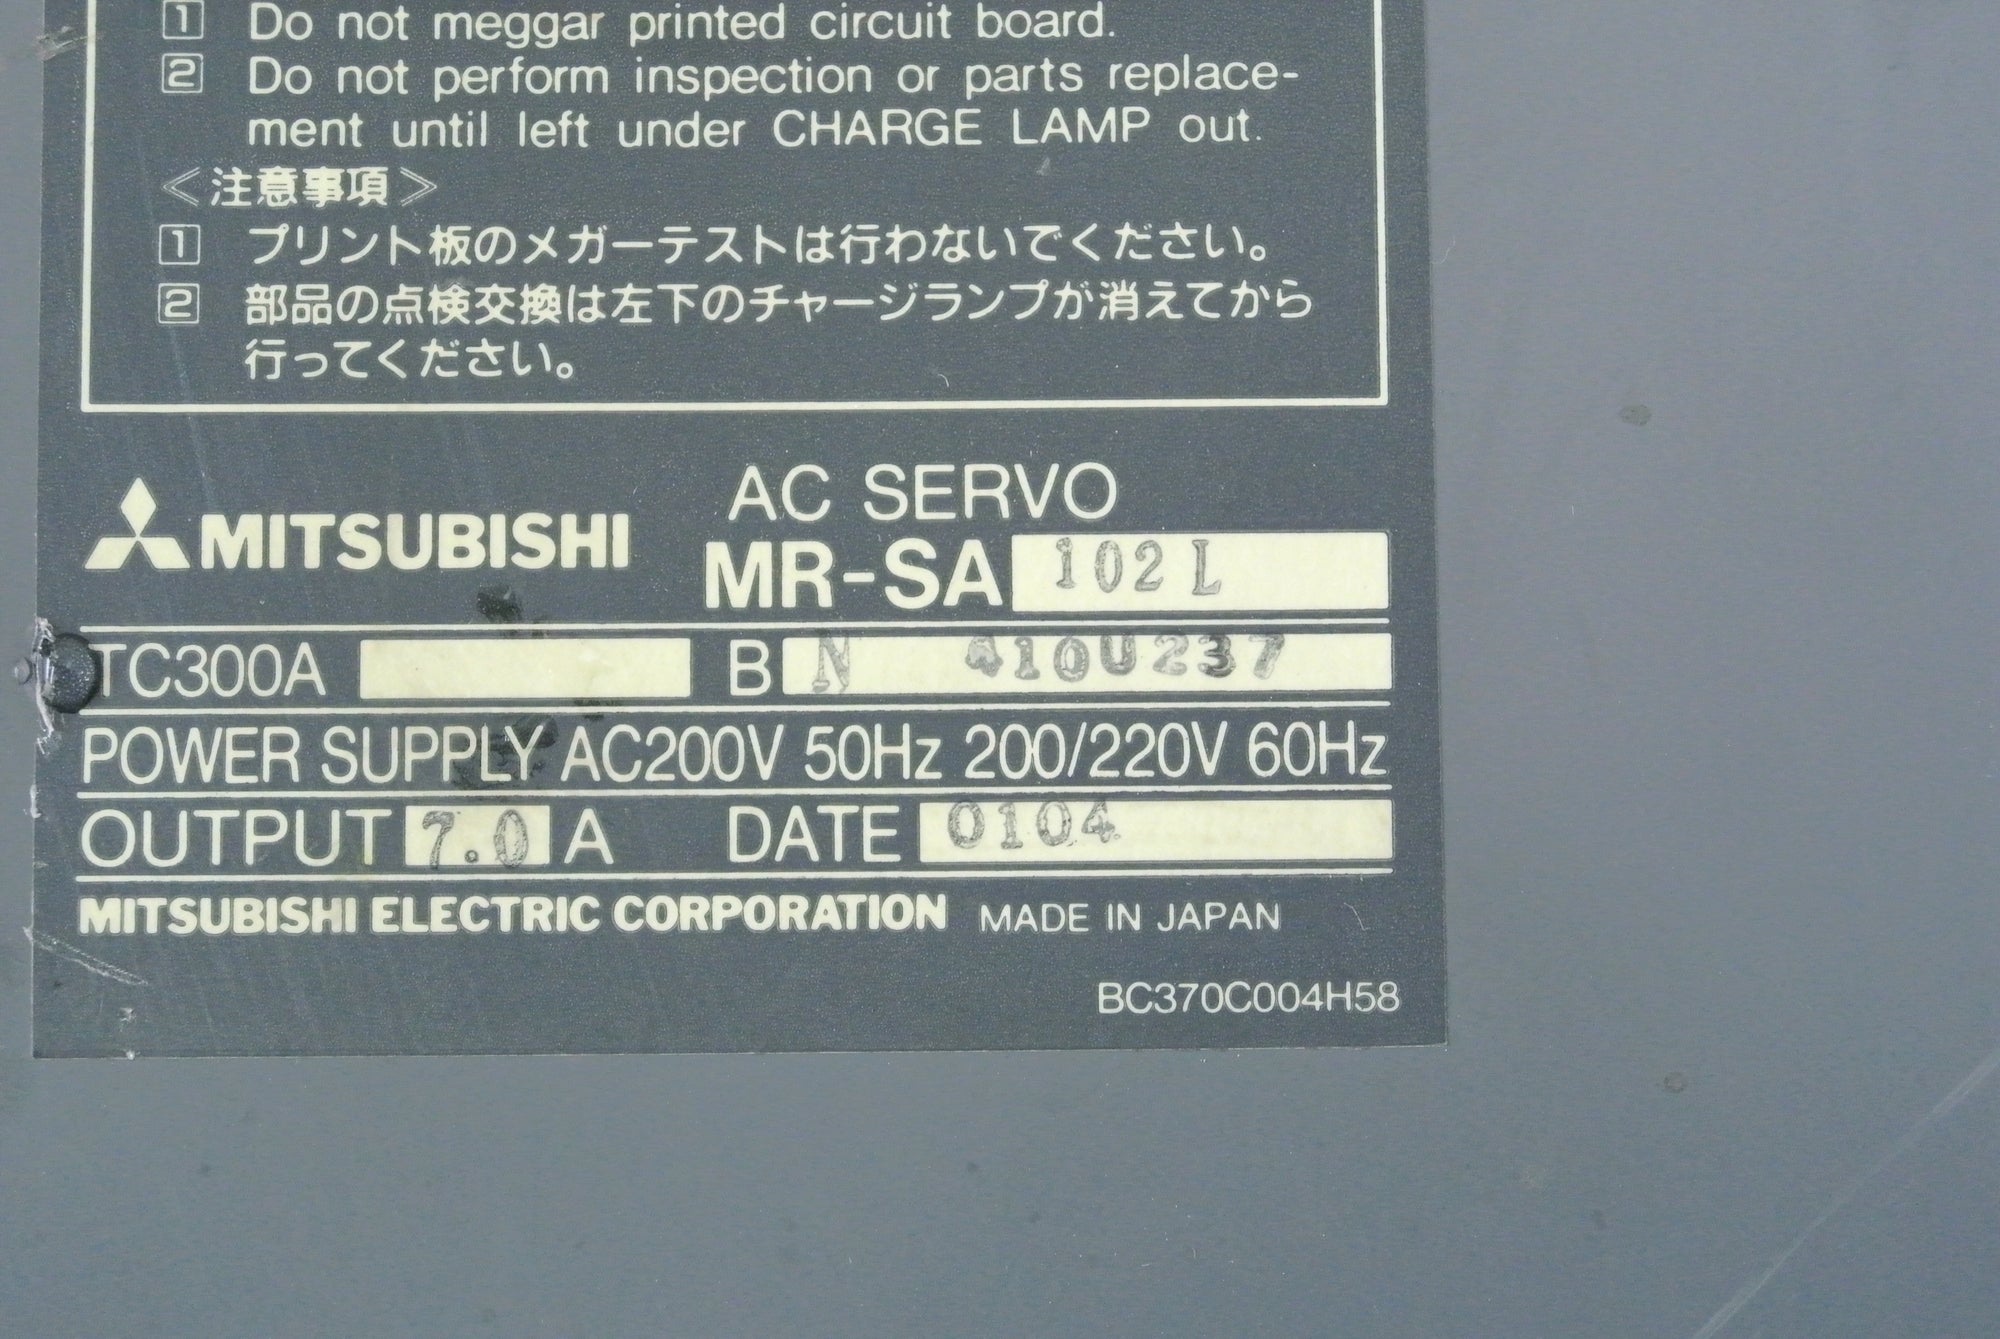 1 Do not meggar printed circuit board.
2 Do not perform inspection or parts replace-
ment until left under CHARGE LAMP out.
＜注意事項＞
1 プリント板のメガーテストは行わないでください。
2 部品の点検交換は左下のチャージランプが消えてから
行ってください。
AC SERVO
MITSUBISHI MR-SA 102L
TC300A B N 410U237
POWER SUPPLY AC200V 50Hz 200/220V 60Hz
OUTPUT 7.0 A DATE 0104
MITSUBISHI ELECTRIC CORPORATION MADE IN JAPAN
BC370C004H58